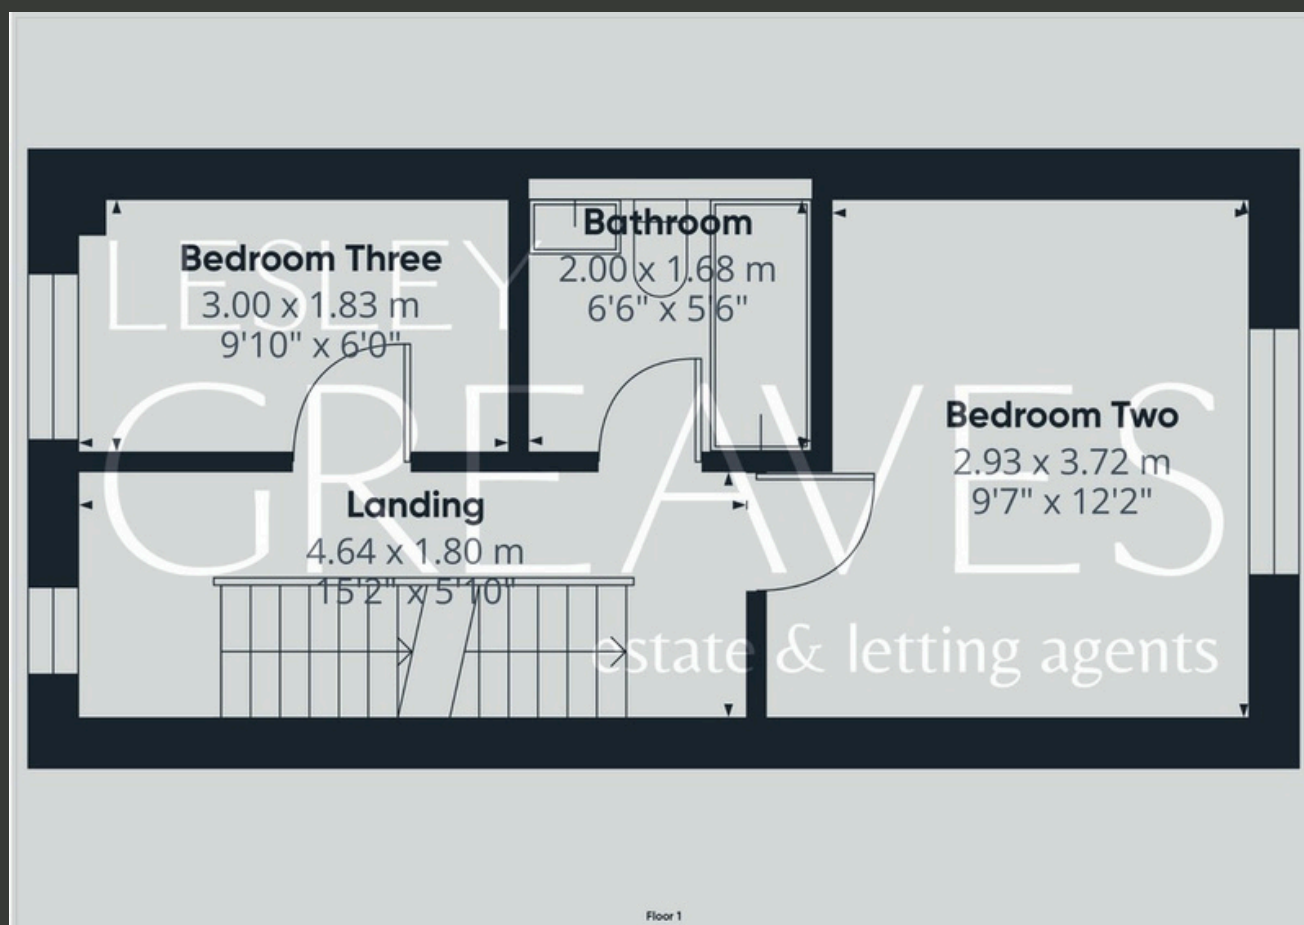 Bedroom Three
3.00 x 1.83 m
9'10" x 6'0"
Bathroom
2.00 x 1.68 m
6'6" x 5'6"
Bedroom Two
2.93 x 3.72 m
9'7" x 12'2"
Landing
4.64 x 1.80 m
15'2" x 5'10"
LESLEY
GREAVES
estate & letting agents
Floor 1